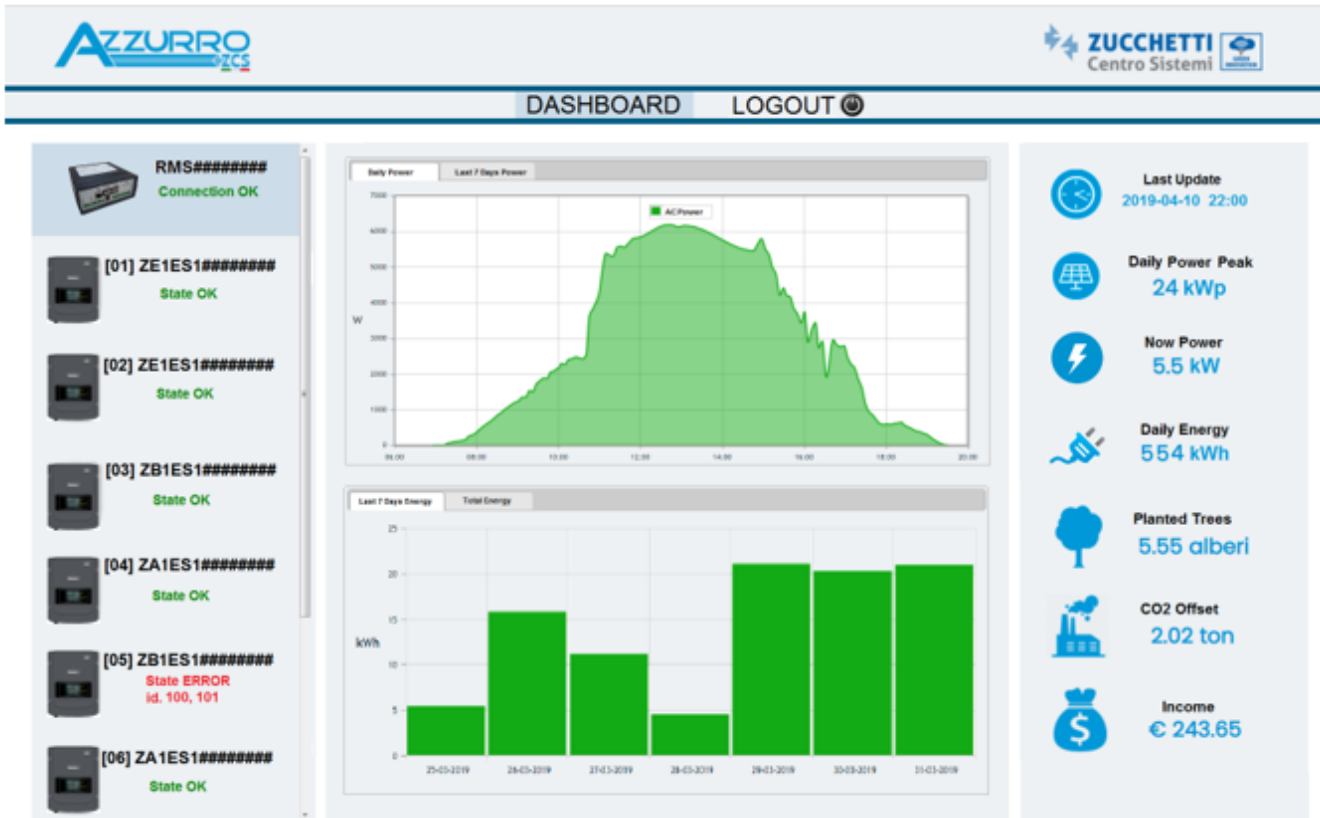 AZZURRO
ZCS
ZUCCHETTI
Centro Sistemi
DASHBOARD LOGOUT
RMS########
Connection OK
[01] ZE1ES1########
State OK
[02] ZE1ES1########
State OK
[03] ZB1ES1########
State OK
[04] ZA1ES1########
State OK
[05] ZB1ES1########
State ERROR
id. 100, 101
[06] ZA1ES1########
State OK
Daily Power Last 7 Days Power
AC Power
W
7000
6000
5000
4000
3000
2000
1000
0
06:00 08:00 10:00 12:00 14:00 16:00 18:00 20:00
Last 7 Days Energy Total Energy
kWh
25
20
15
10
5
0
25-03-2019 26-03-2019 27-03-2019 28-03-2019 29-03-2019 30-03-2019 31-03-2019
Last Update
2019-04-10 22:00
Daily Power Peak
24 kWp
Now Power
5.5 kW
Daily Energy
554 kWh
Planted Trees
5.55 alberi
CO2 Offset
2.02 ton
Income
€ 243.65